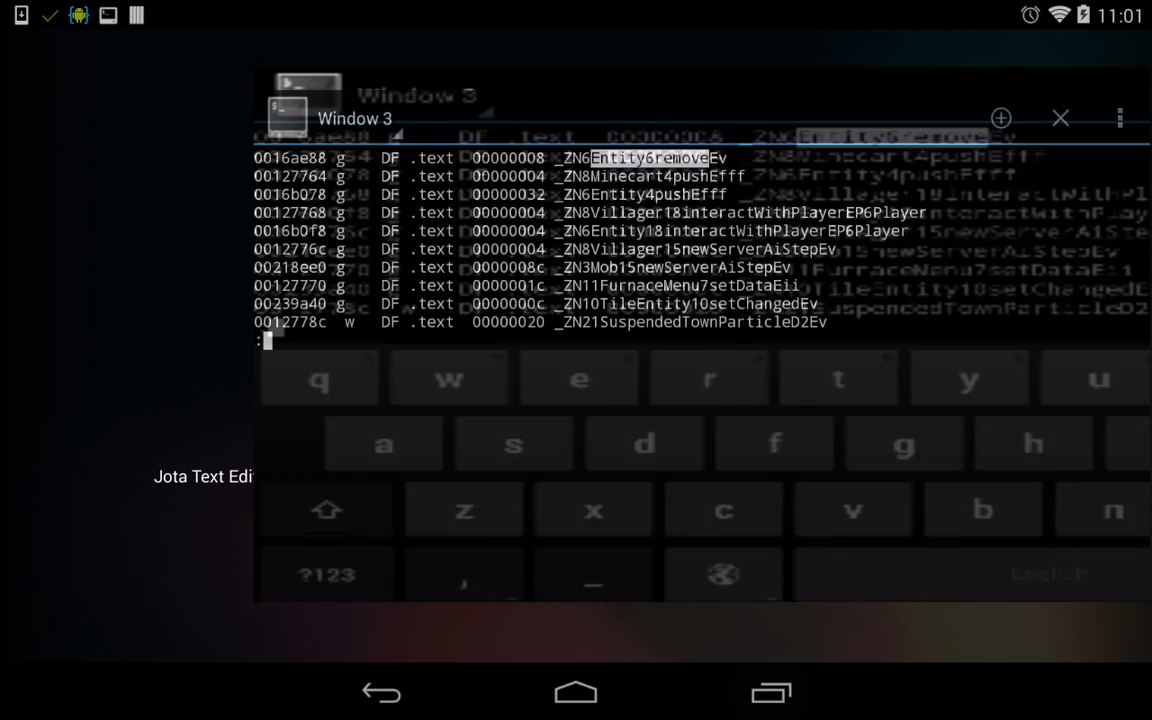 11:01
Window 3
Window 3
0016ae88 g DF .text 00000008 _ZN6Entity6removeEv
00127764 g DF .text 00000004 _ZN8Minecart4pushEfff
0016b078 g DF .text 00000032 _ZN6Entity4pushEfff
00127768 g DF .text 00000004 _ZN8Villager18interactWithPlayerEP6Player
0016b0f8 g DF .text 00000004 _ZN6Entity18interactWithPlayerEP6Player
0012776c g DF .text 00000004 _ZN8Villager15newServerAiStepEv
00218ee0 g DF .text 0000008c _ZN3Mob15newServerAiStepEv
00127770 g DF .text 0000001c _ZN11FurnaceMenu7setDataEii
00239a40 g DF .text 0000000c _ZN10TileEntity10setChangedEv
0012778c w DF .text 00000020 _ZN21SuspendedTownParticleD2Ev
:
q w e r t y u
a s d f g h
z x c v b n
?123 , _ English
Jota Text Edi